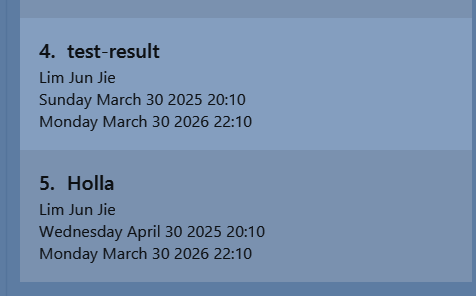 4. test-result
Lim Jun Jie
Sunday March 30 2025 20:10
Monday March 30 2026 22:10
5. Holla
Lim Jun Jie
Wednesday April 30 2025 20:10
Monday March 30 2026 22:10